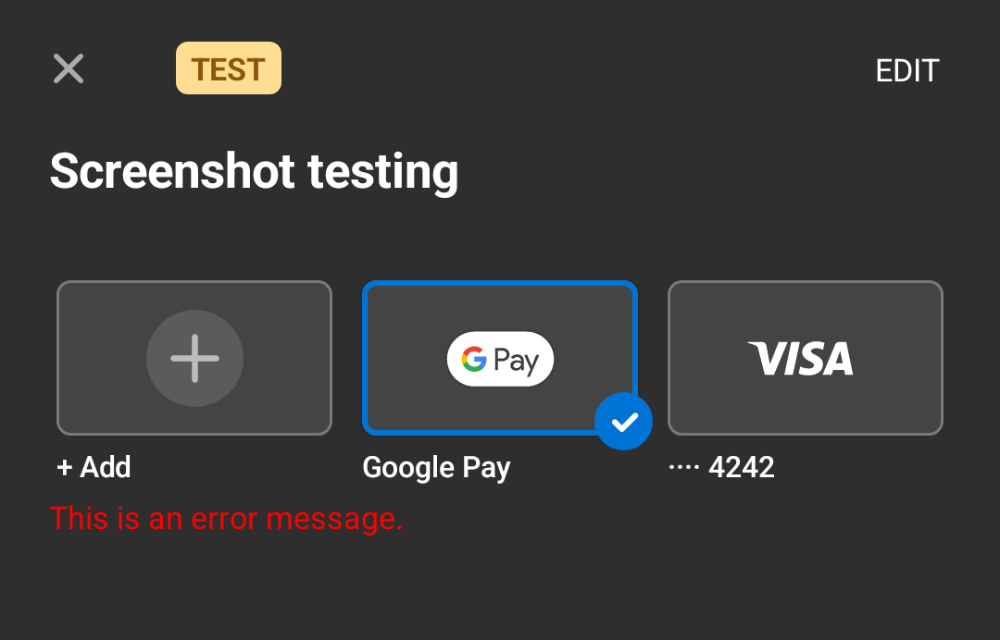 TEST
EDIT
Screenshot testing
G Pay
VISA
+ Add
Google Pay
···· 4242
This is an error message.